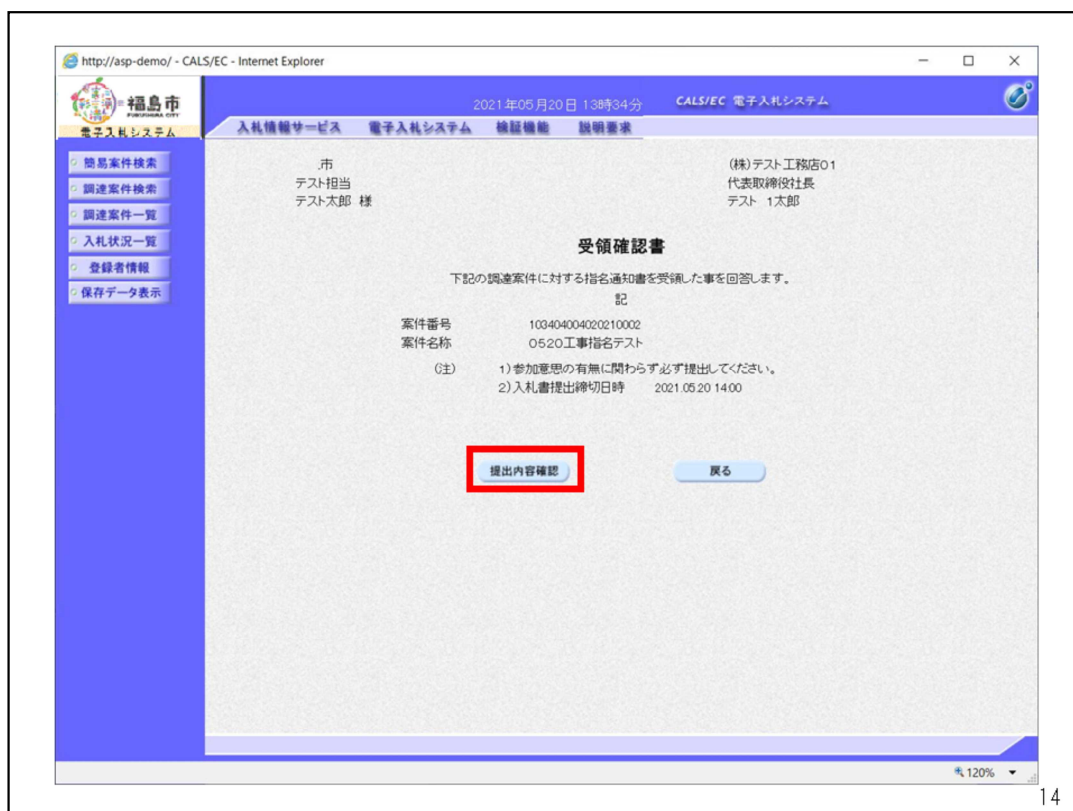 http://asp-demo/ - CALS/EC - Internet Explorer
福島市
FUKUSHIMA CITY
電子入札システム
2021年05月20日 13時34分
CALS/EC 電子入札システム
入札情報サービス 電子入札システム 検証機能 説明要求
簡易案件検索
調達案件検索
調達案件一覧
入札状況一覧
登録者情報
保存データ表示
.市
テスト担当
テスト太郎 様
(株)テスト工務店01
代表取締役社長
テスト 1太郎
受領確認書
下記の調達案件に対する指名通知書を受領した事を回答します。
記
案件番号 103404004020210002
案件名称 0520工事指名テスト
(注) 1)参加意思の有無に関わらず必ず提出してください。
2)入札書提出締切日時 2021.05.20 14:00
提出内容確認
戻る
120%
14